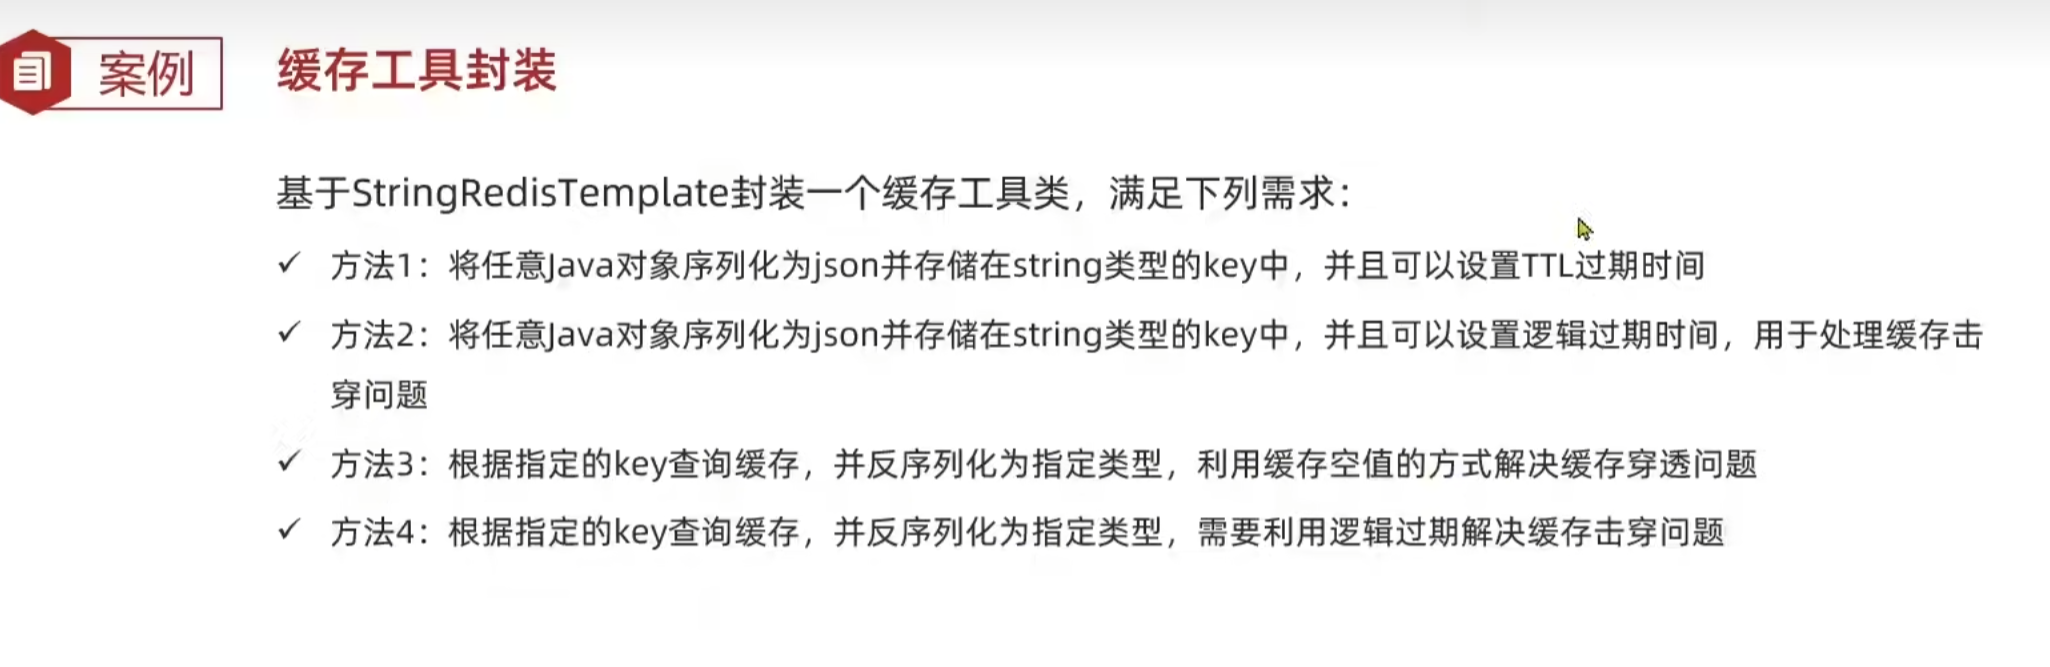 案例
缓存工具封装
基于StringRedisTemplate封装一个缓存工具类，满足下列需求：
✓ 方法1：将任意Java对象序列化为json并存储在string类型的key中，并且可以设置TTL过期时间
✓ 方法2：将任意Java对象序列化为json并存储在string类型的key中，并且可以设置逻辑过期时间，用于处理缓存击
穿问题
✓ 方法3：根据指定的key查询缓存，并反序列化为指定类型，利用缓存空值的方式解决缓存穿透问题
✓ 方法4：根据指定的key查询缓存，并反序列化为指定类型，需要利用逻辑过期解决缓存击穿问题